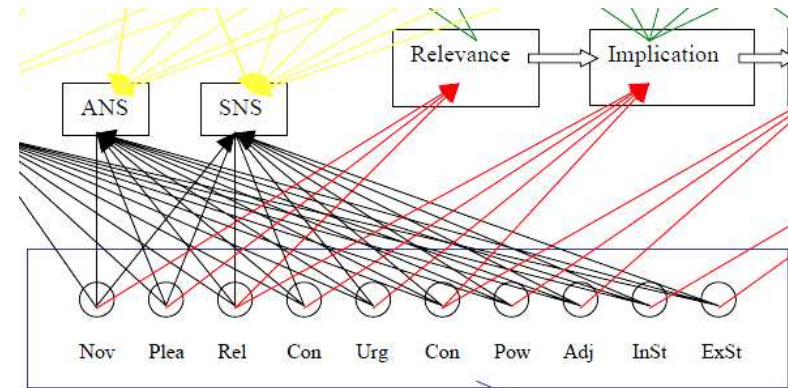 Relevance Implication
ANS SNS
Nov Plea Rel Con Urg Con Pow Adj InSt ExSt